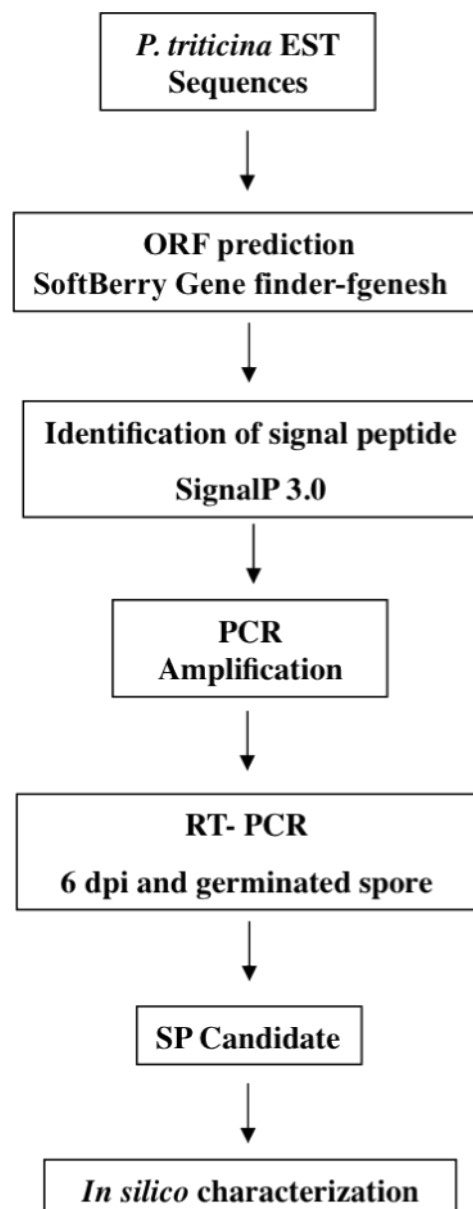 P. triticina EST
Sequences
ORF prediction
SoftBerry Gene finder-fgenesh
Identification of signal peptide
SignalP 3.0
PCR
Amplification
RT- PCR
6 dpi and germinated spore
SP Candidate
In silico characterization